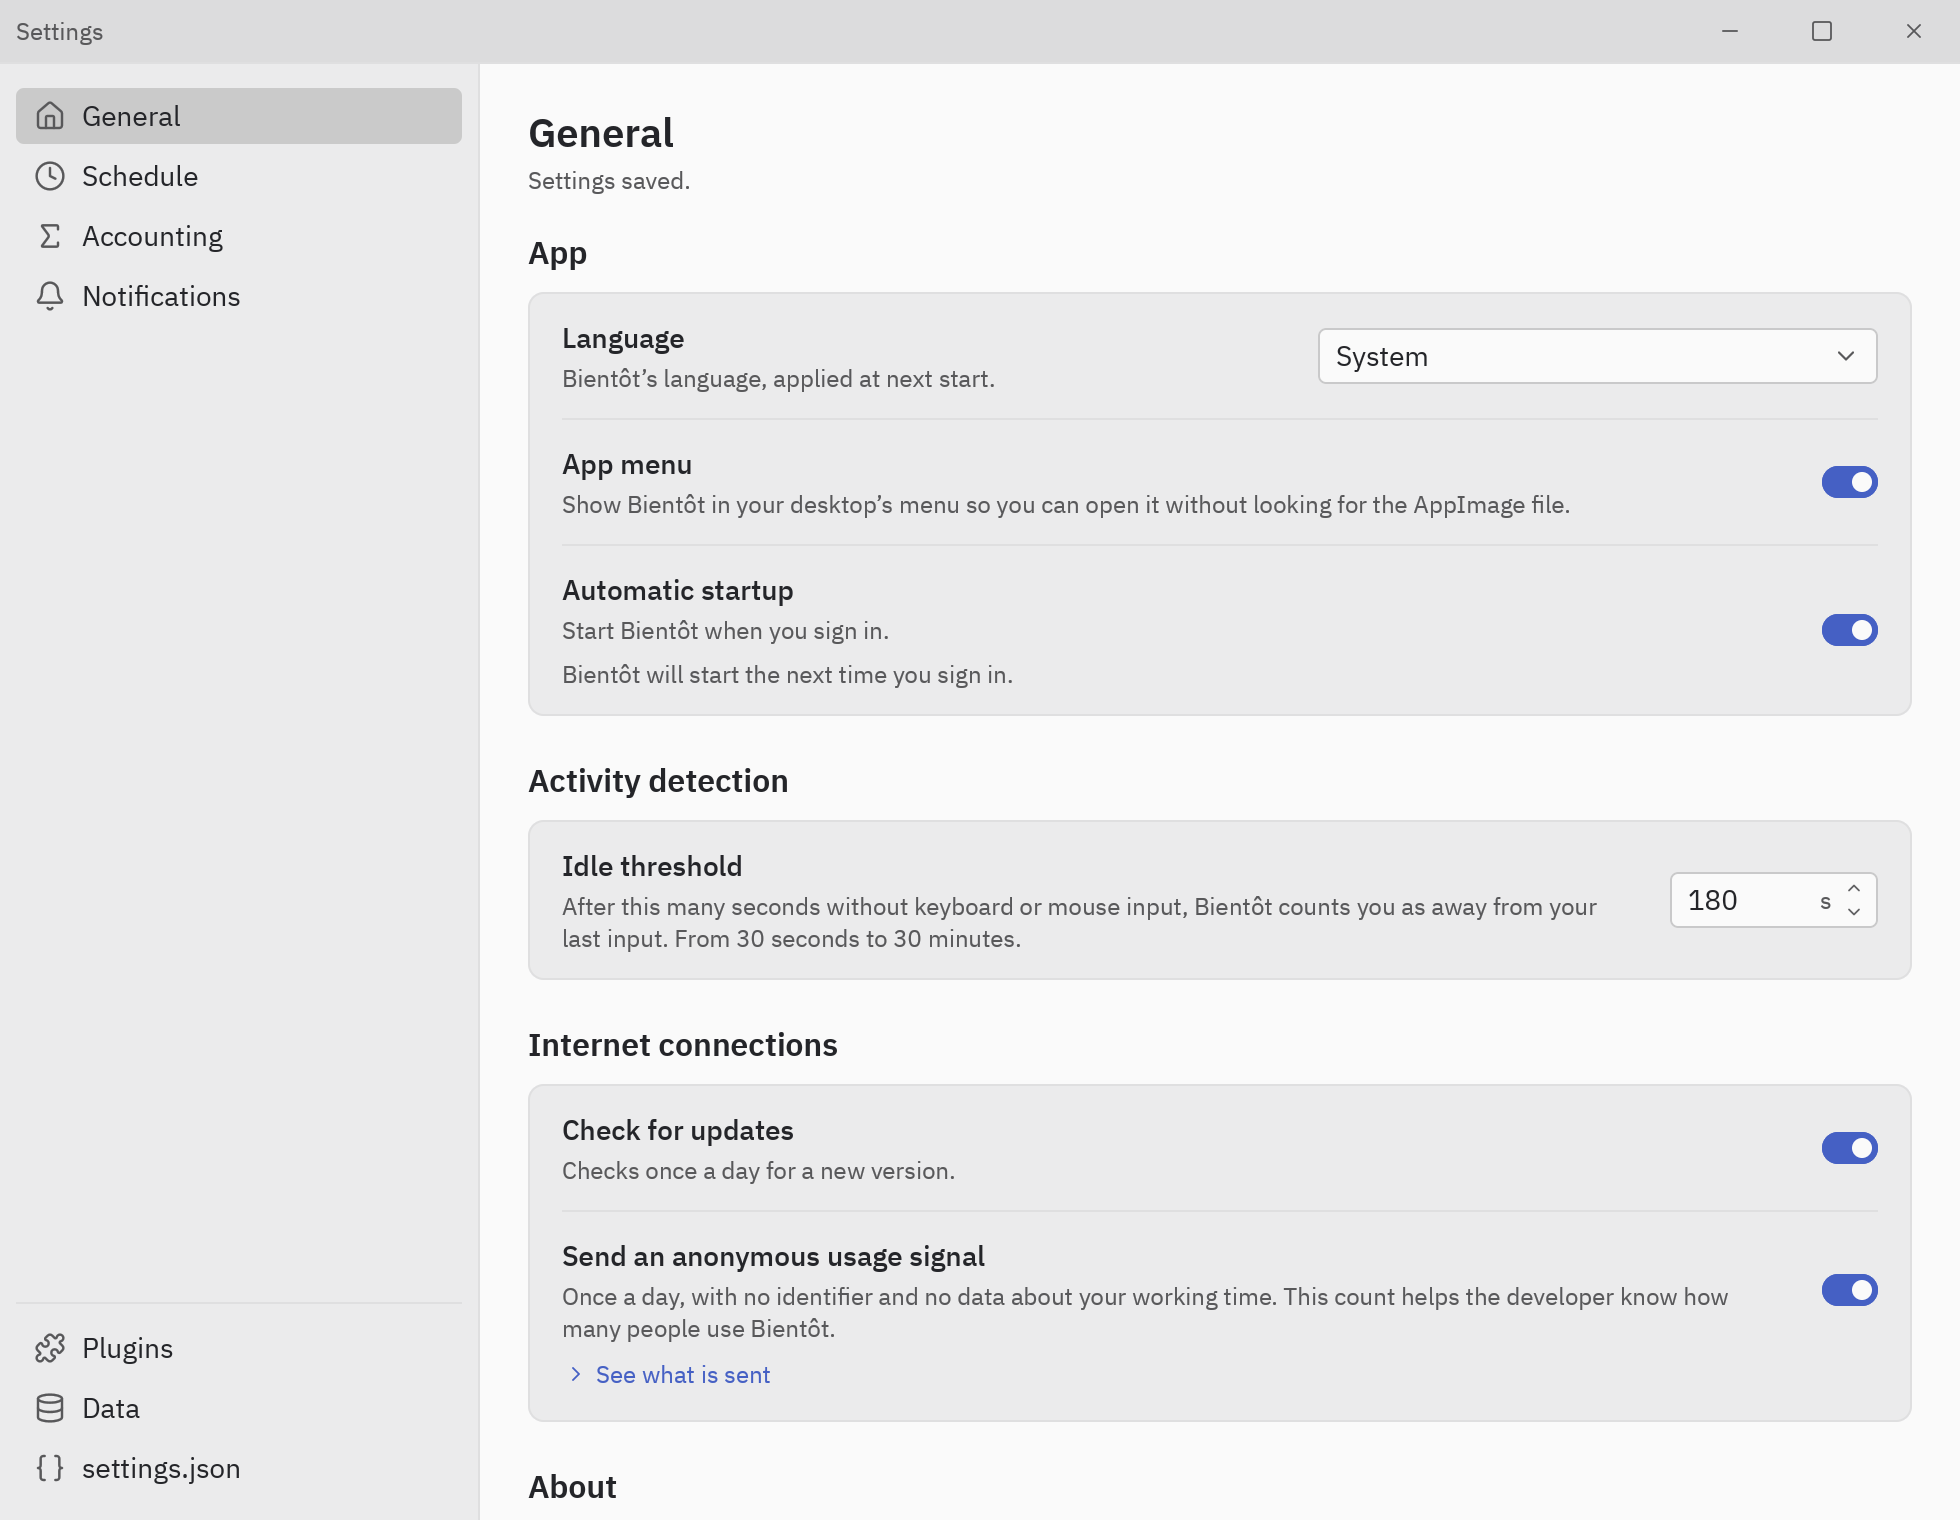 Settings
General
Schedule
Accounting
Notifications
Plugins
Data
settings.json
General
Settings saved.
App
Language
Bientôt’s language, applied at next start.
System
App menu
Show Bientôt in your desktop’s menu so you can open it without looking for the AppImage file.
Automatic startup
Start Bientôt when you sign in.
Bientôt will start the next time you sign in.
Activity detection
Idle threshold
After this many seconds without keyboard or mouse input, Bientôt counts you as away from your
last input. From 30 seconds to 30 minutes.
180 s
Internet connections
Check for updates
Checks once a day for a new version.
Send an anonymous usage signal
Once a day, with no identifier and no data about your working time. This count helps the developer know how
many people use Bientôt.
See what is sent
About